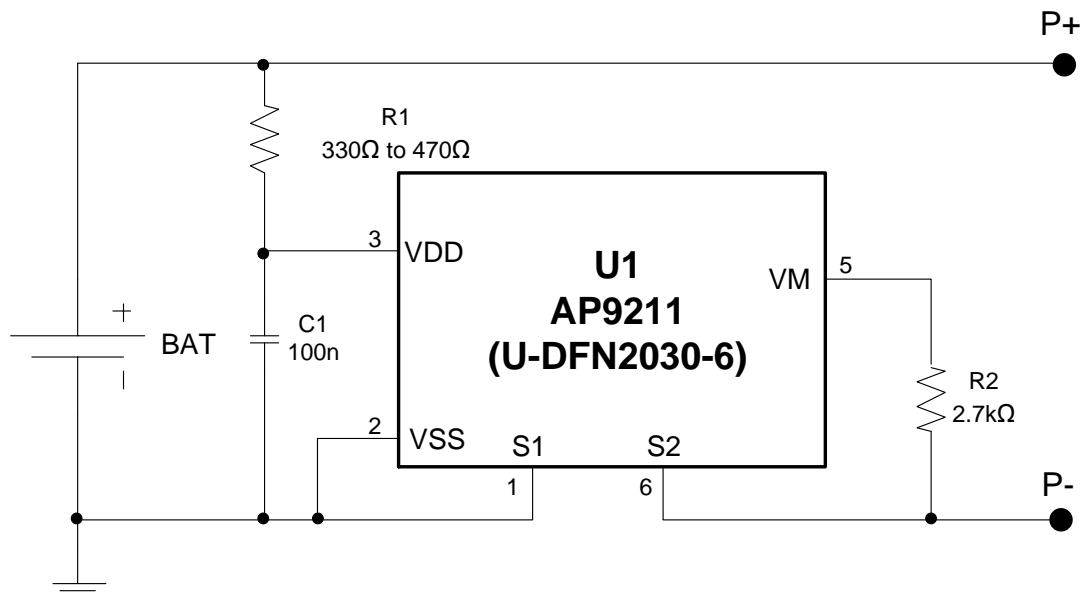 P+
R1
330Ω to 470Ω
3
VDD
U1
AP9211
(U-DFN2030-6)
VM
5
+
BAT
C1
100n
R2
2.7kΩ
2
VSS
S1
S2
1
6
P-